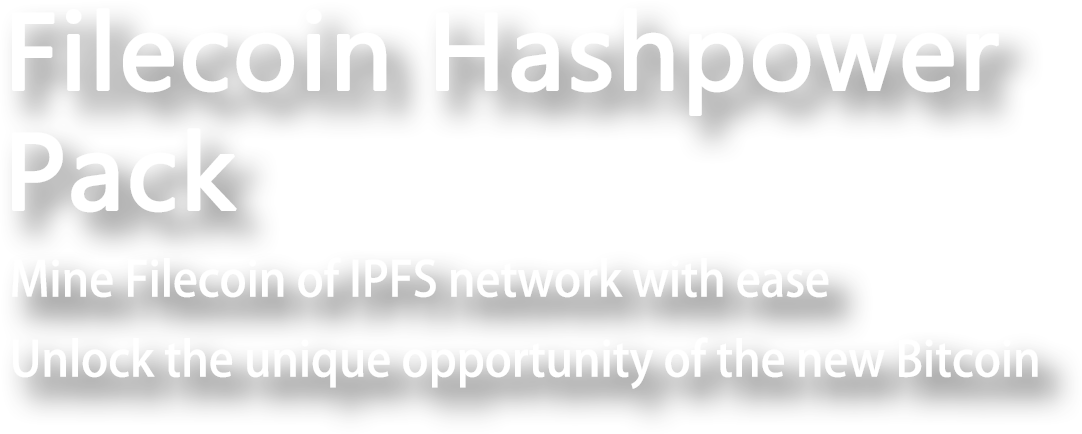 Filecoin Hashpower
Pack
Mine Filecoin of IPFS network with ease
Unlock the unique opportunity of the new Bitcoin